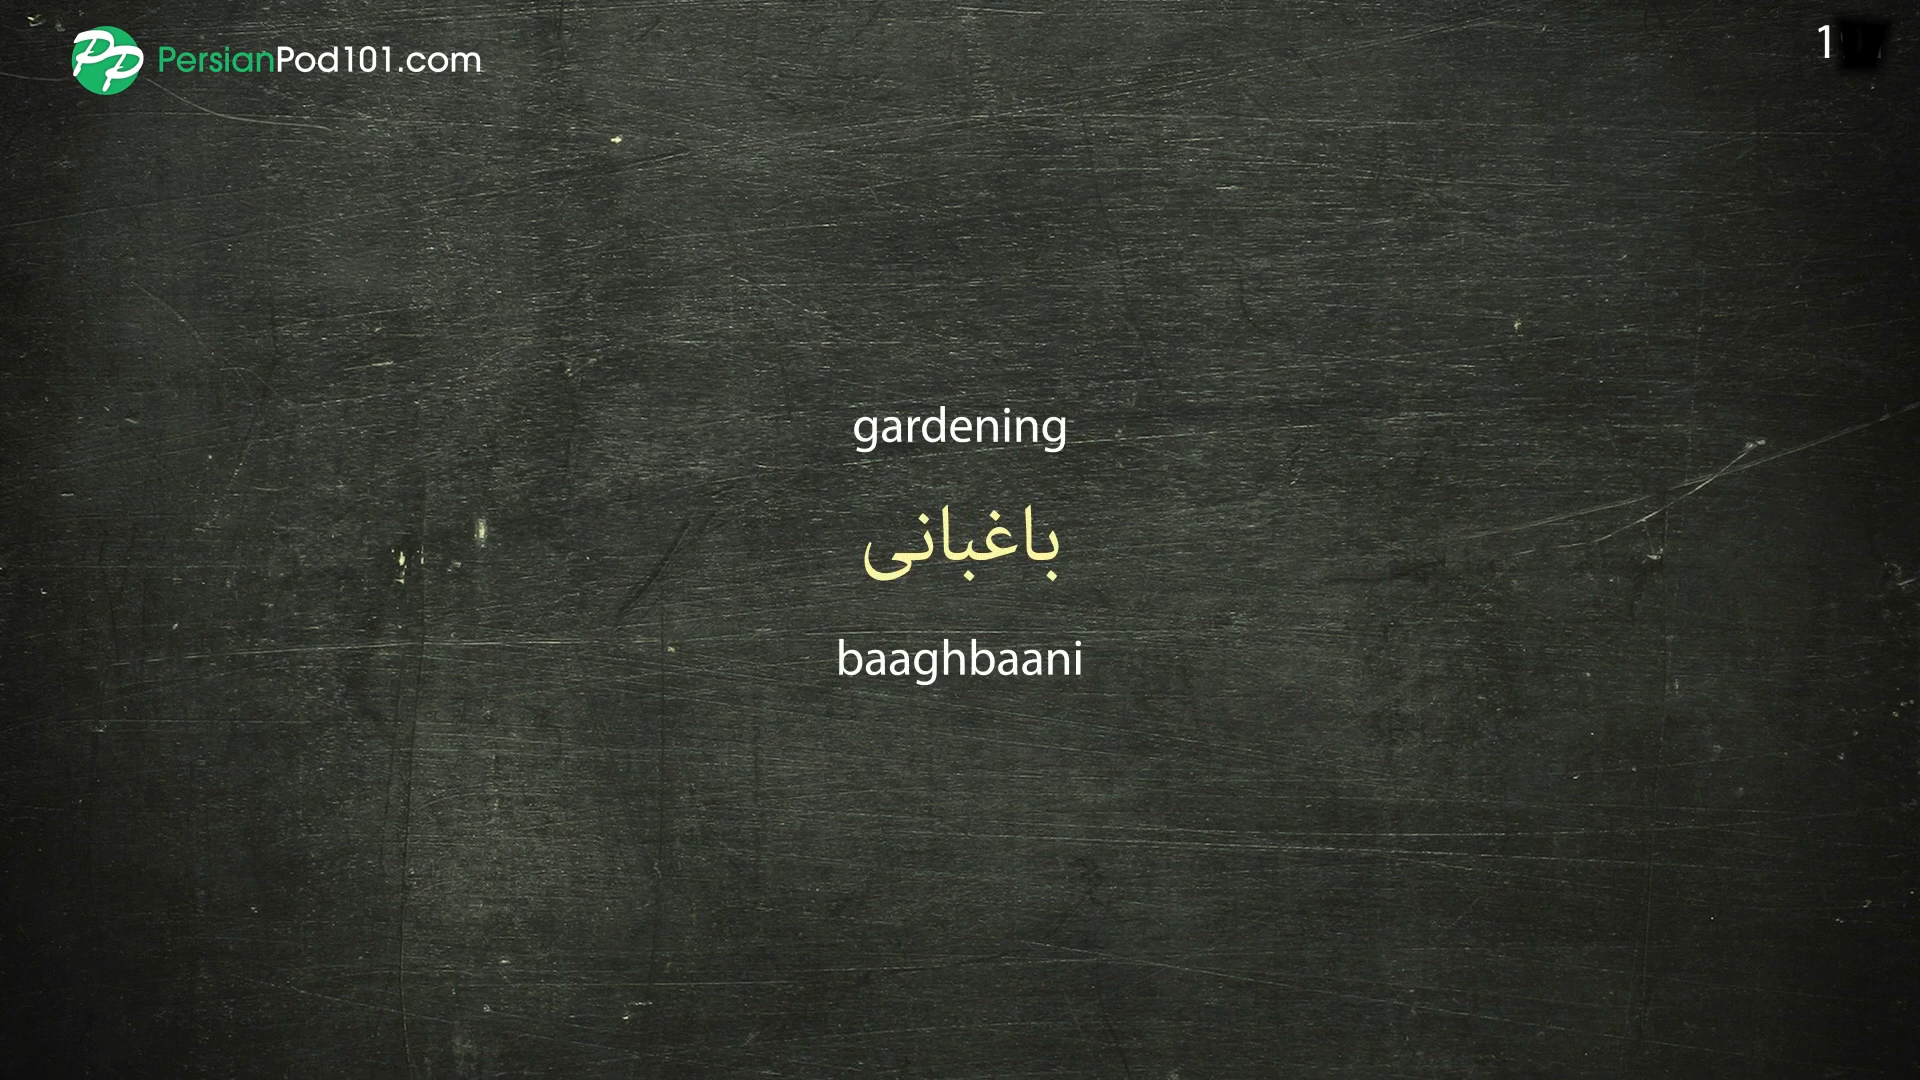 PersianPod101.com
1
gardening
باغبانی
baaghbaani